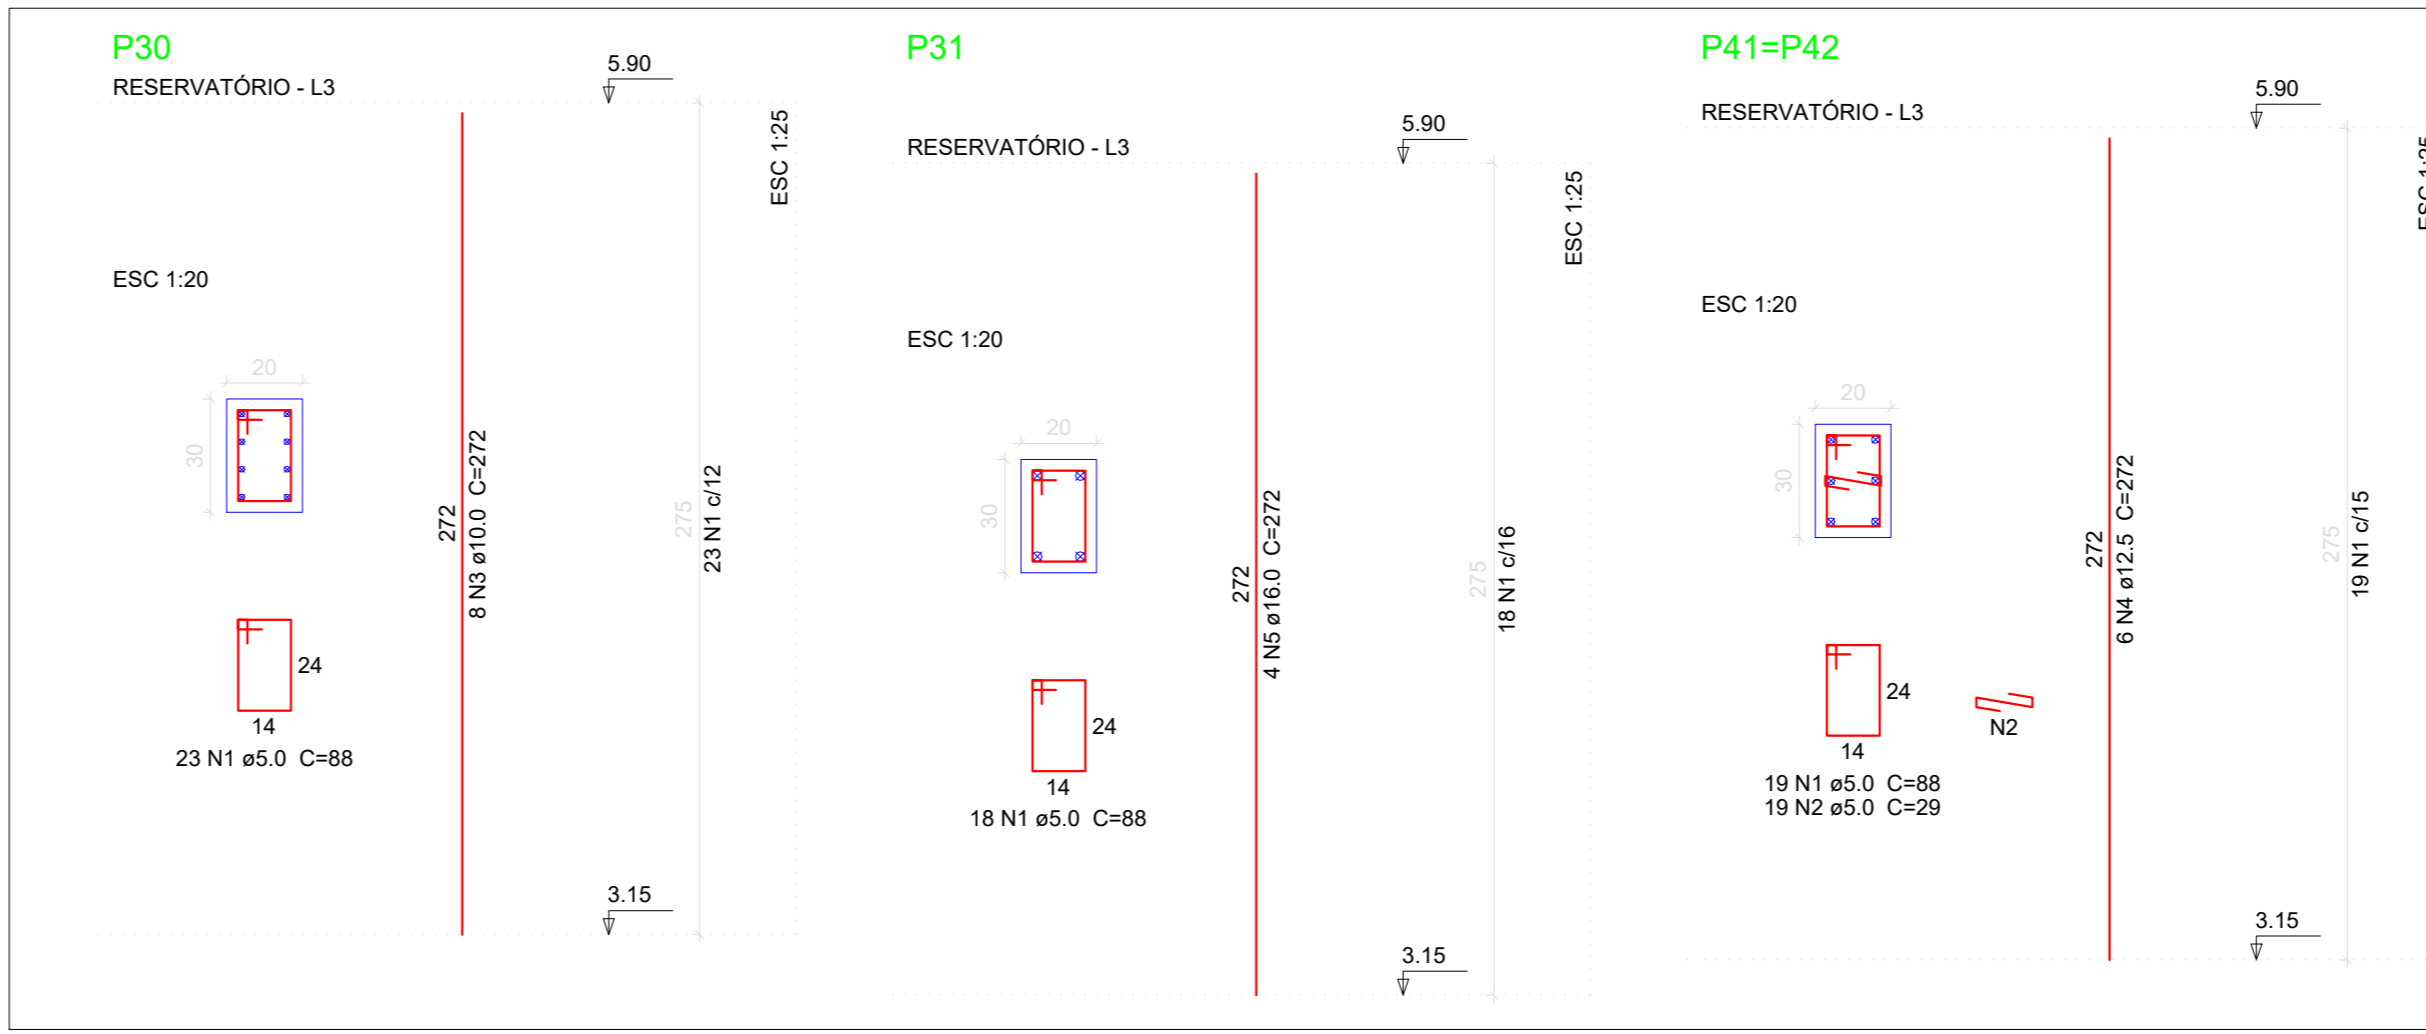 P30
RESERVATÓRIO - L3
5.90
ESC 1:25
ESC 1:20
20
30
272
8 N3 ø10.0  C=272
275
23 N1 c/12
24
14
23 N1 ø5.0  C=88
3.15
P31
RESERVATÓRIO - L3
5.90
ESC 1:25
ESC 1:20
20
30
272
4 N5 ø16.0  C=272
275
18 N1 c/16
24
14
18 N1 ø5.0  C=88
3.15
P41=P42
RESERVATÓRIO - L3
5.90
ESC 1:25
ESC 1:20
20
30
272
6 N4 ø12.5  C=272
275
19 N1 c/15
24
14
N2
19 N1 ø5.0  C=88
19 N2 ø5.0  C=29
3.15